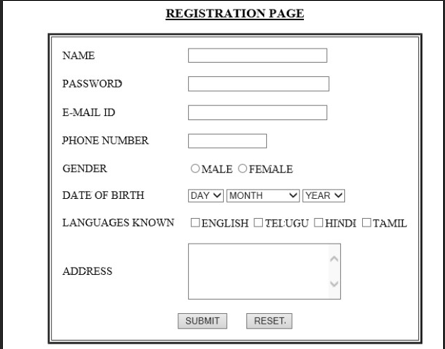 REGISTRATION PAGE
NAME
PASSWORD
E-MAIL ID
PHONE NUMBER
GENDER MALE FEMALE
DATE OF BIRTH DAY MONTH YEAR
LANGUAGES KNOWN ENGLISH TELUGU HINDI TAMIL
ADDRESS
SUBMIT RESET